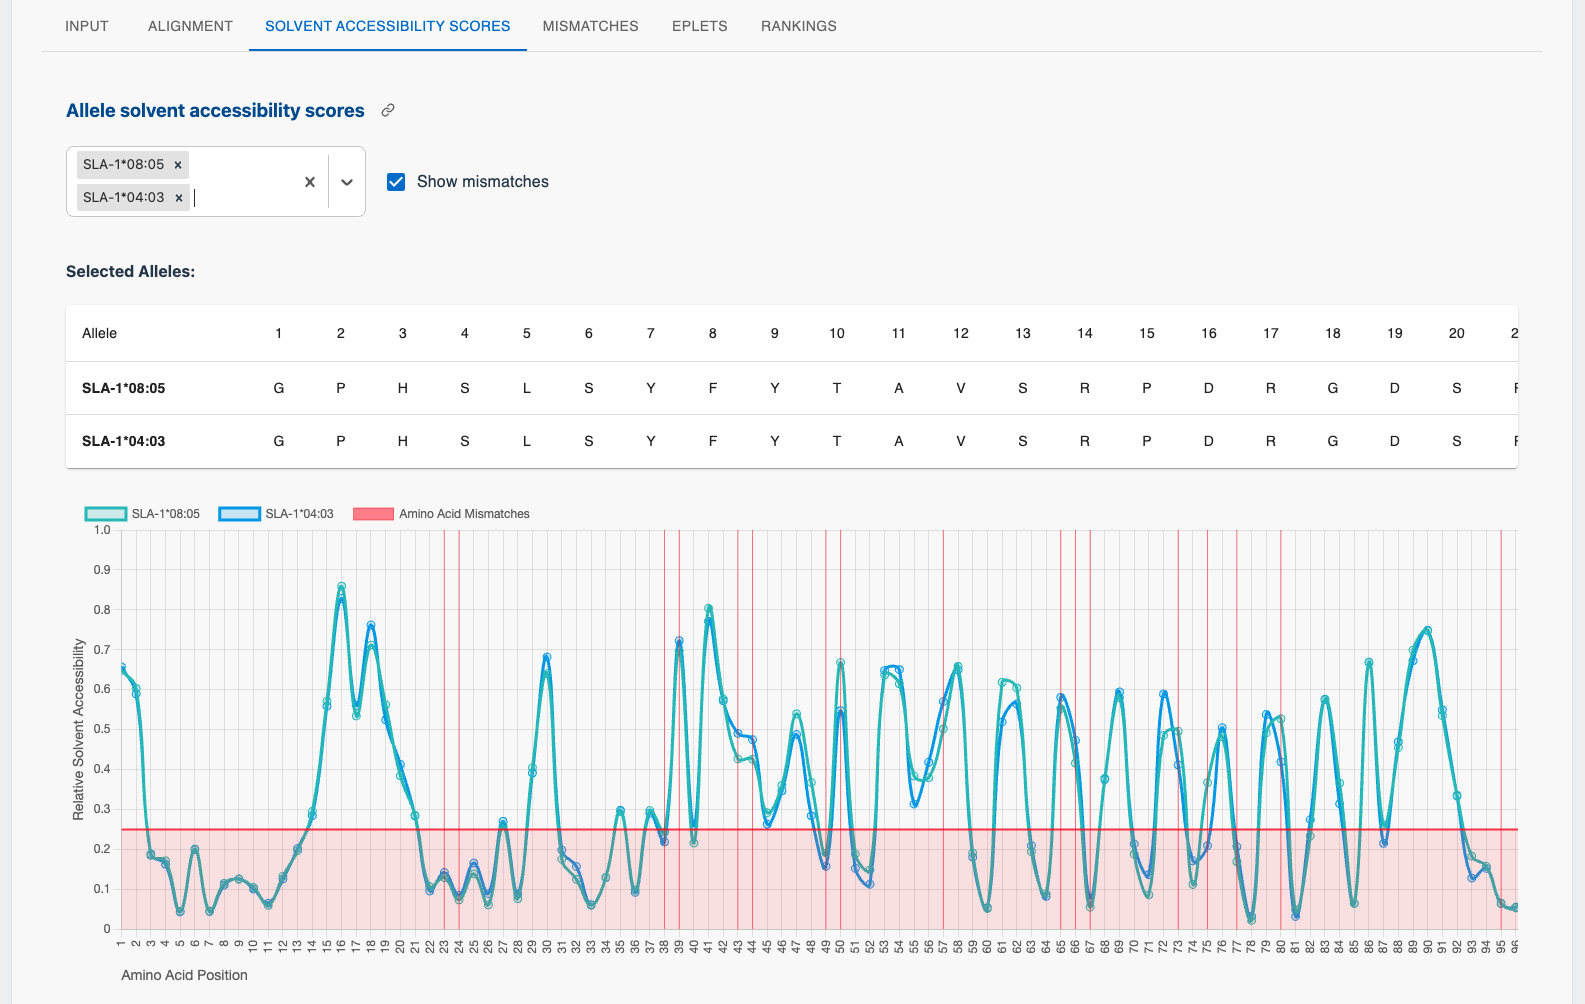 INPUT ALIGNMENT SOLVENT ACCESSIBILITY SCORES MISMATCHES EPLETS RANKINGS
Allele solvent accessibility scores
SLA-1*08:05 ×
SLA-1*04:03 ×
Show mismatches
Selected Alleles:
Allele 1 2 3 4 5 6 7 8 9 10 11 12 13 14 15 16 17 18 19 20
SLA-1*08:05 G P H S L S Y F Y T A V S R P D R G D S
SLA-1*04:03 G P H S L S Y F Y T A V S R P D R G D S
SLA-1*08:05 SLA-1*04:03 Amino Acid Mismatches
1.0
0.9
0.8
0.7
0.6
0.5
0.4
0.3
0.2
0.1
0
Relative Solvent Accessibility
1 2 3 4 5 6 7 8 9 10 11 12 13 14 15 16 17 18 19 20 21 22 23 24 25 26 27 28 29 30 31 32 33 34 35 36 37 38 39 40 41 42 43 44 45 46 47 48 49 50 51 52 53 54 55 56 57 58 59 60 61 62 63 64 65 66 67 68 69 70 71 72 73 74 75 76 77 78 79 80 81 82 83 84 85 86 87 88 89 90 91 92 93 94 95 96
Amino Acid Position